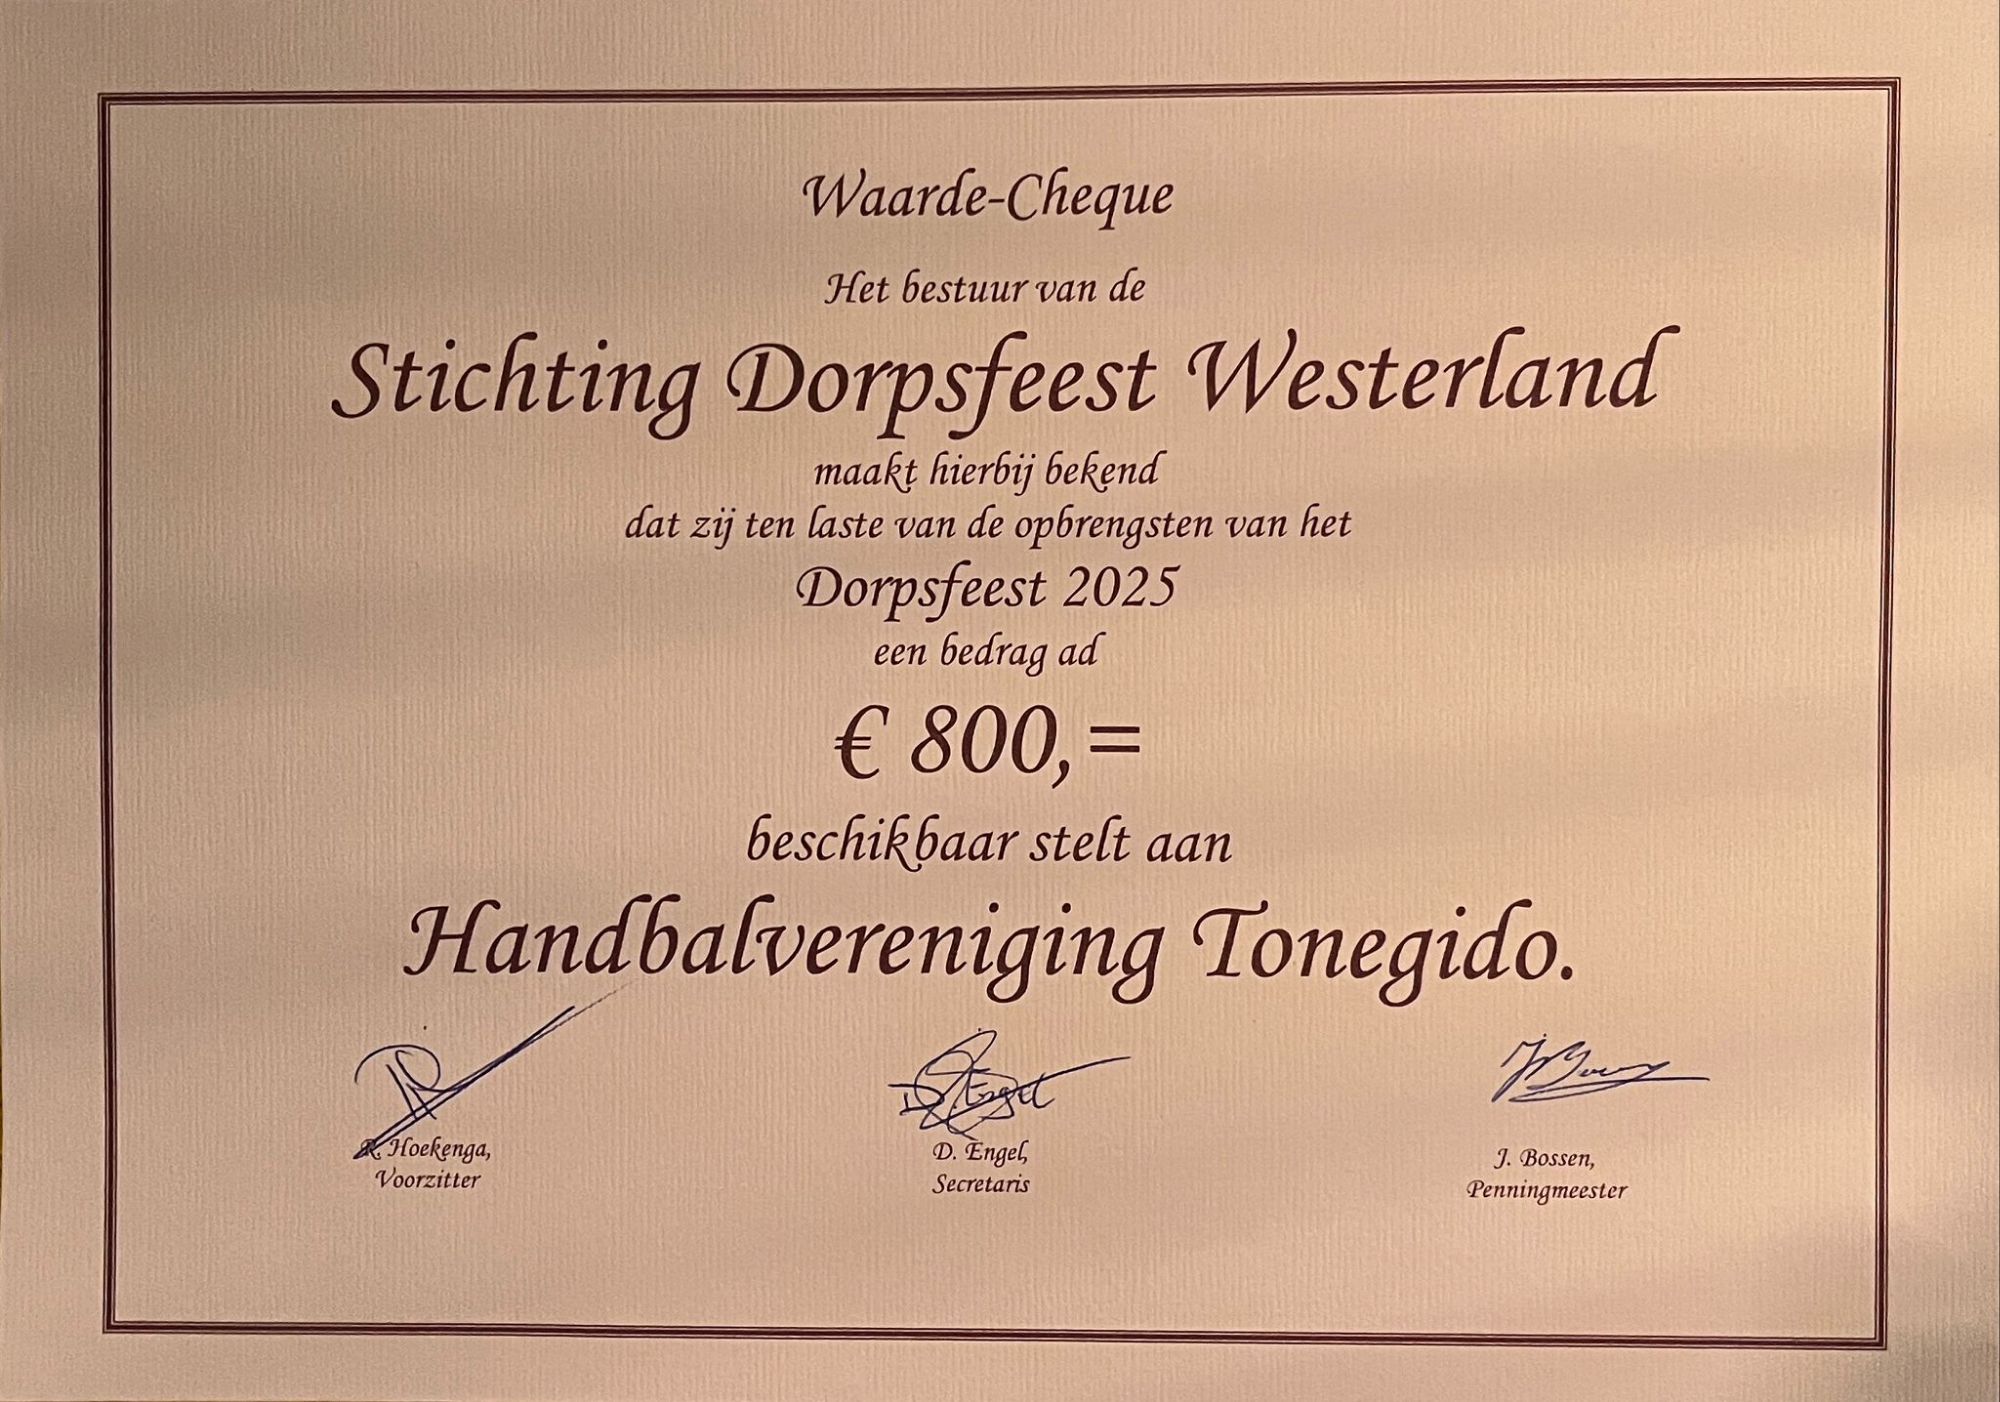 Waarde-Cheque
Het bestuur van de
Stichting Dorpsfeest Westerland
maakt hierbij bekend
dat zij ten laste van de opbrengsten van het
Dorpsfeest 2025
een bedrag ad
€ 800,=
beschikbaar stelt aan
Handbalvereniging Tonegido.
D. Engel
R. Hoekenga,
Voorzitter
D. Engel,
Secretaris
J. Bossen,
Penningmeester